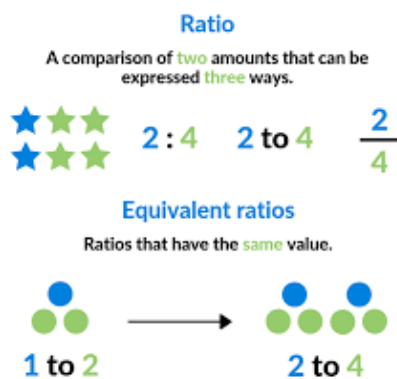 Ratio
A comparison of two amounts that can be
expressed three ways.
2 : 4 2 to 4 2/4
Equivalent ratios
Ratios that have the same value.
1 to 2 2 to 4